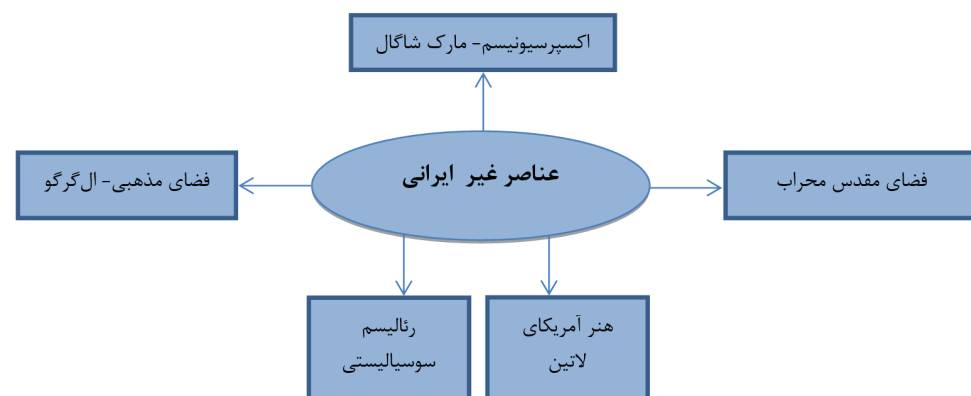 اکسپرسیونیسم- مارک شاگال
عناصر غیر ایرانی
فضای مقدس محراب
فضای مذهبی- ال‌گرگو
هنر آمریکای
لاتین
رئالیسم
سوسیالیستی